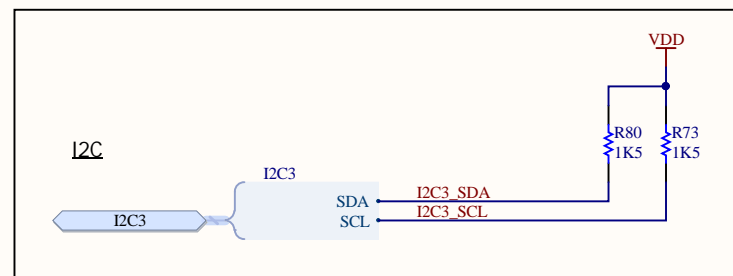 VDD
R80
1K5
R73
1K5
I2C
I2C3
SDA
I2C3_SDA
SCL
I2C3_SCL
I2C3